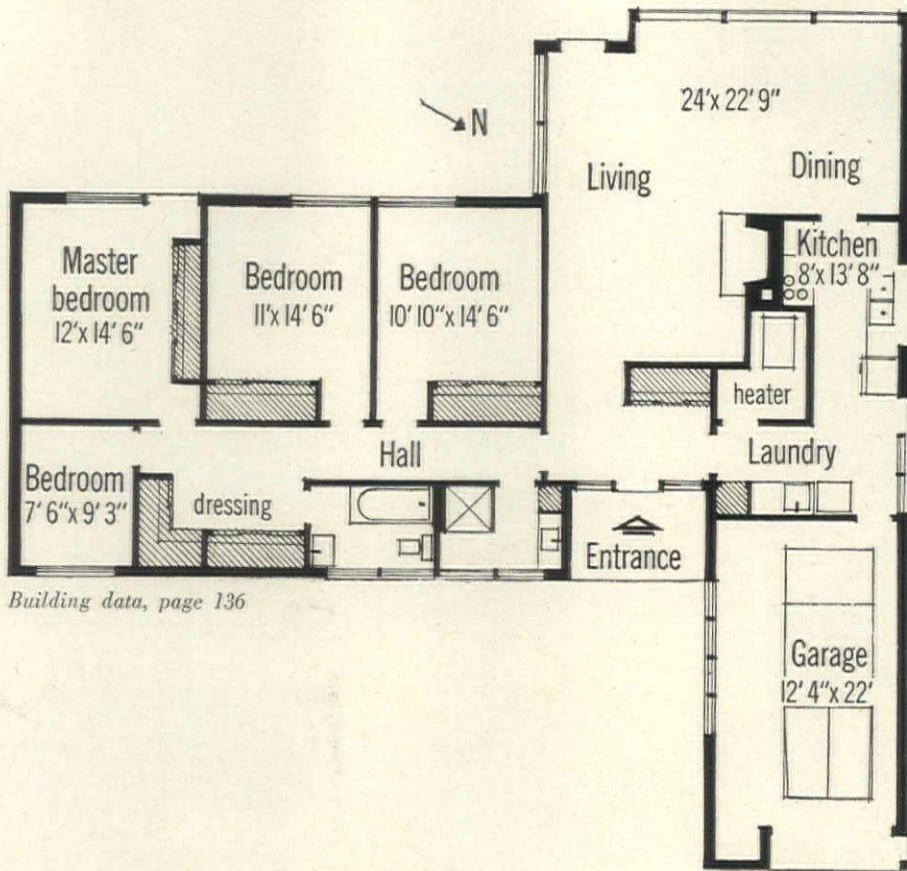 24' x 22' 9"
N
Living
Dining
Master
bedroom
12' x 14' 6"
Bedroom
11' x 14' 6"
Bedroom
10' 10" x 14' 6"
Kitchen
8' x 13' 8"
heater
Hall
Laundry
Bedroom
7' 6" x 9' 3"
dressing
Entrance
Building data, page 136
Garage
12' 4" x 22'